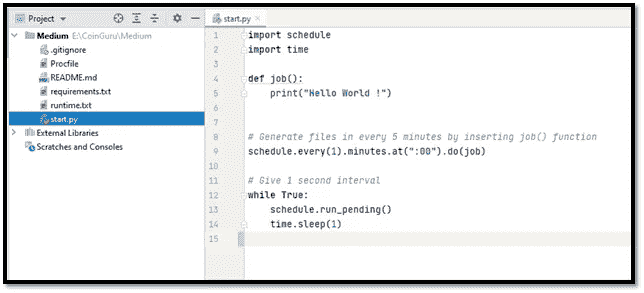 Project
start.py
Medium E:\CoinGuru\Medium
.gitignore
Procfile
README.md
requirements.txt
runtime.txt
start.py
External Libraries
Scratches and Consoles
1 import schedule
2 import time
3
4 def job():
5 print("Hello World !")
6
7
8 # Generate files in every 5 minutes by inserting job() function
9 schedule.every(1).minutes.at(":00").do(job)
10
11 # Give 1 second interval
12 while True:
13 schedule.run_pending()
14 time.sleep(1)
15